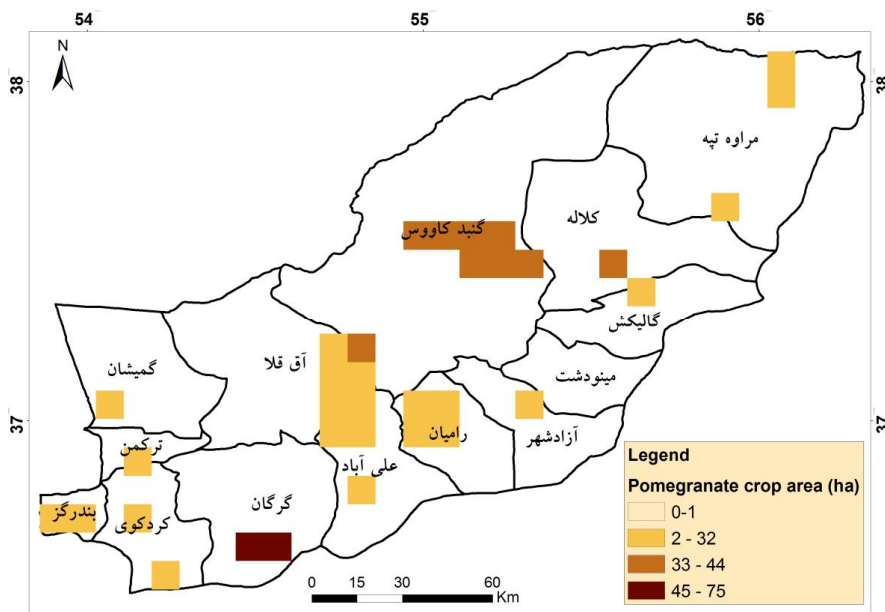 54 55 56
N
38 38
مراوه تپه
کلاله
گنبد کاووس
گالیکش
آق قلا
گمیشان
مینودشت
37 37
رامیان
آزادشهر
ترکمن
علی آباد
گرگان
بندرگز
کردکوی
Legend
Pomegranate crop area (ha)
0-1
2 - 32
33 - 44
45 - 75
0 15 30 60
Km